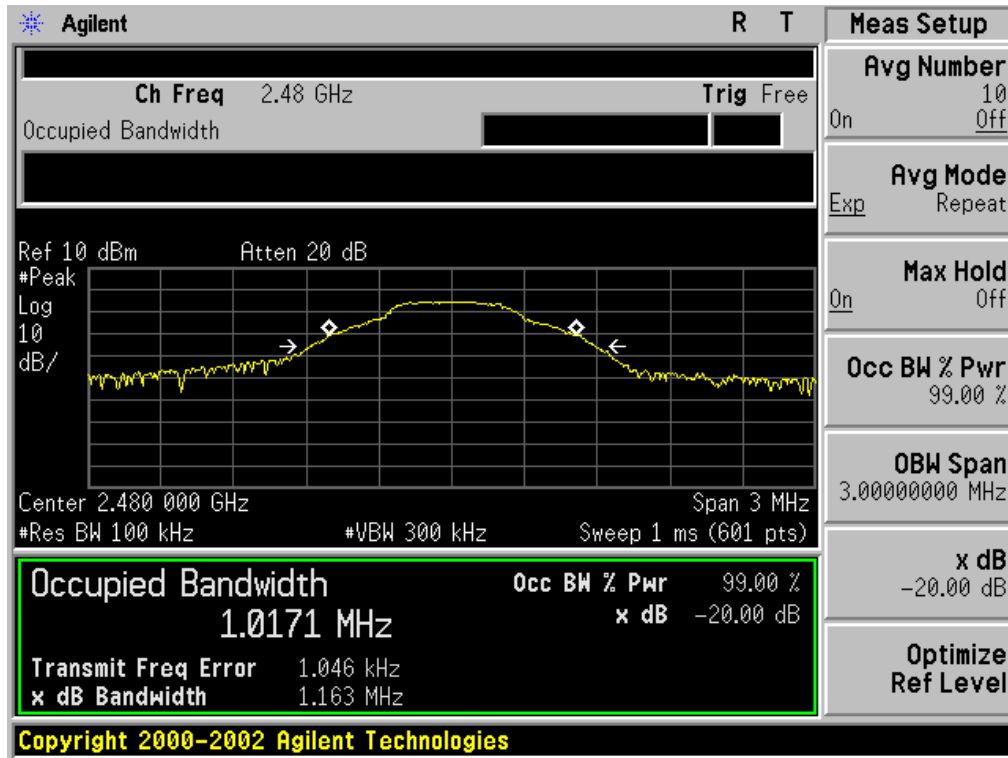 Agilent R T
Ch Freq 2.48 GHz Trig Free
Occupied Bandwidth
Ref 10 dBm Atten 20 dB
#Peak
Log
10
dB/
Center 2.480 000 GHz Span 3 MHz
#Res BW 100 kHz #VBW 300 kHz Sweep 1 ms (601 pts)
Occupied Bandwidth
1.0171 MHz
Occ BW % Pwr 99.00 %
x dB -20.00 dB
Transmit Freq Error 1.046 kHz
x dB Bandwidth 1.163 MHz
Copyright 2000-2002 Agilent Technologies
Meas Setup
Avg Number
10
On Off
Avg Mode
Exp Repeat
Max Hold
On Off
Occ BW % Pwr
99.00 %
OBW Span
3.00000000 MHz
x dB
-20.00 dB
Optimize
Ref Level